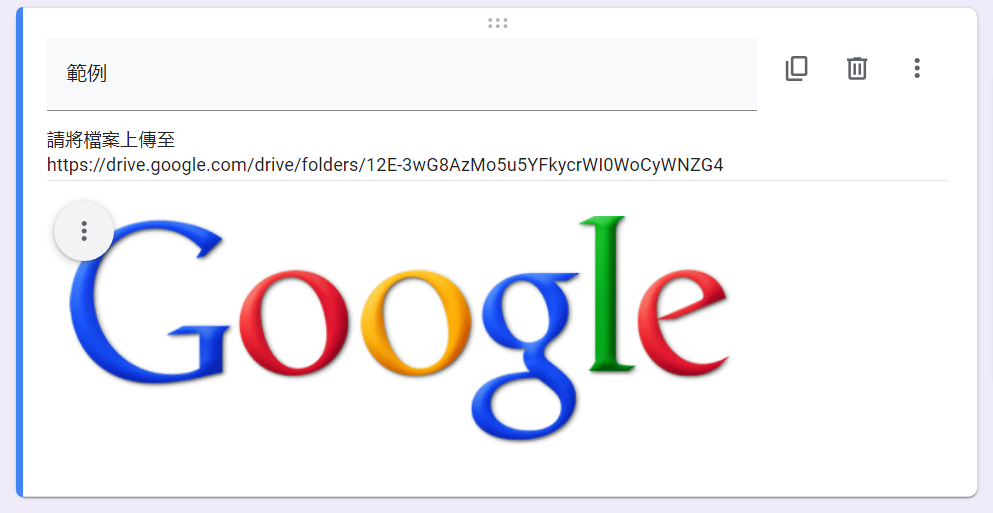 範例
請將檔案上傳至
https://drive.google.com/drive/folders/12E-3wG8AzMo5u5YFkycrWI0WoCyWNZG4
Google